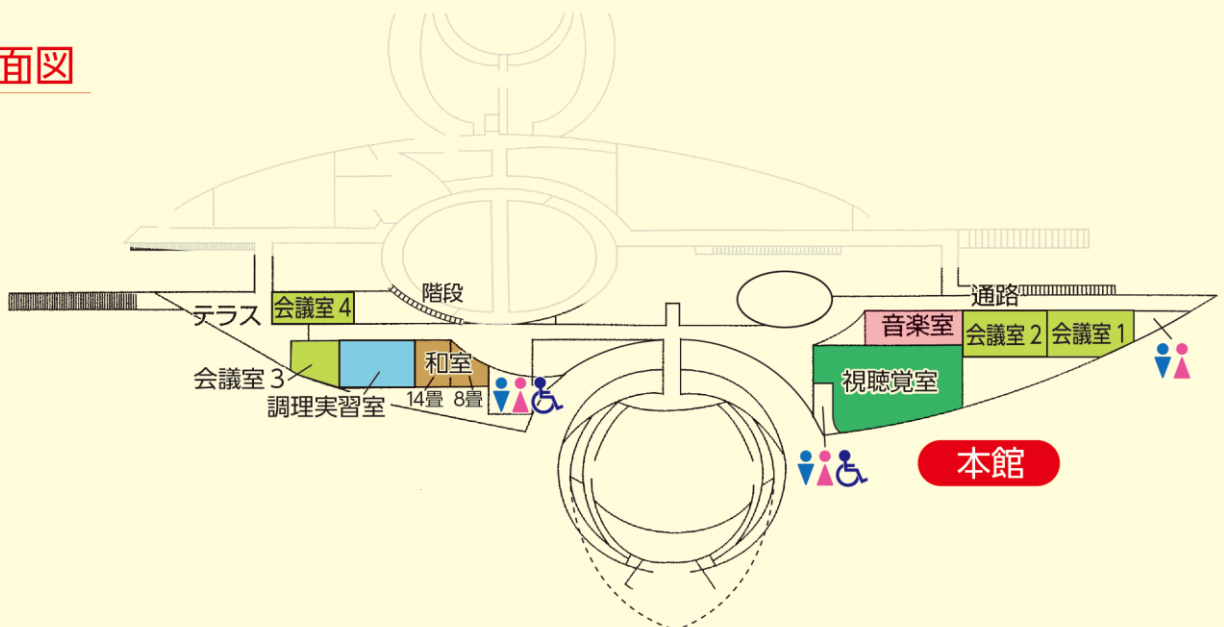 面図
階段
通路
テラス
会議室 4
音楽室
会議室 2
会議室 1
和室
会議室 3
視聴覚室
調理実習室
14畳
8畳
本館